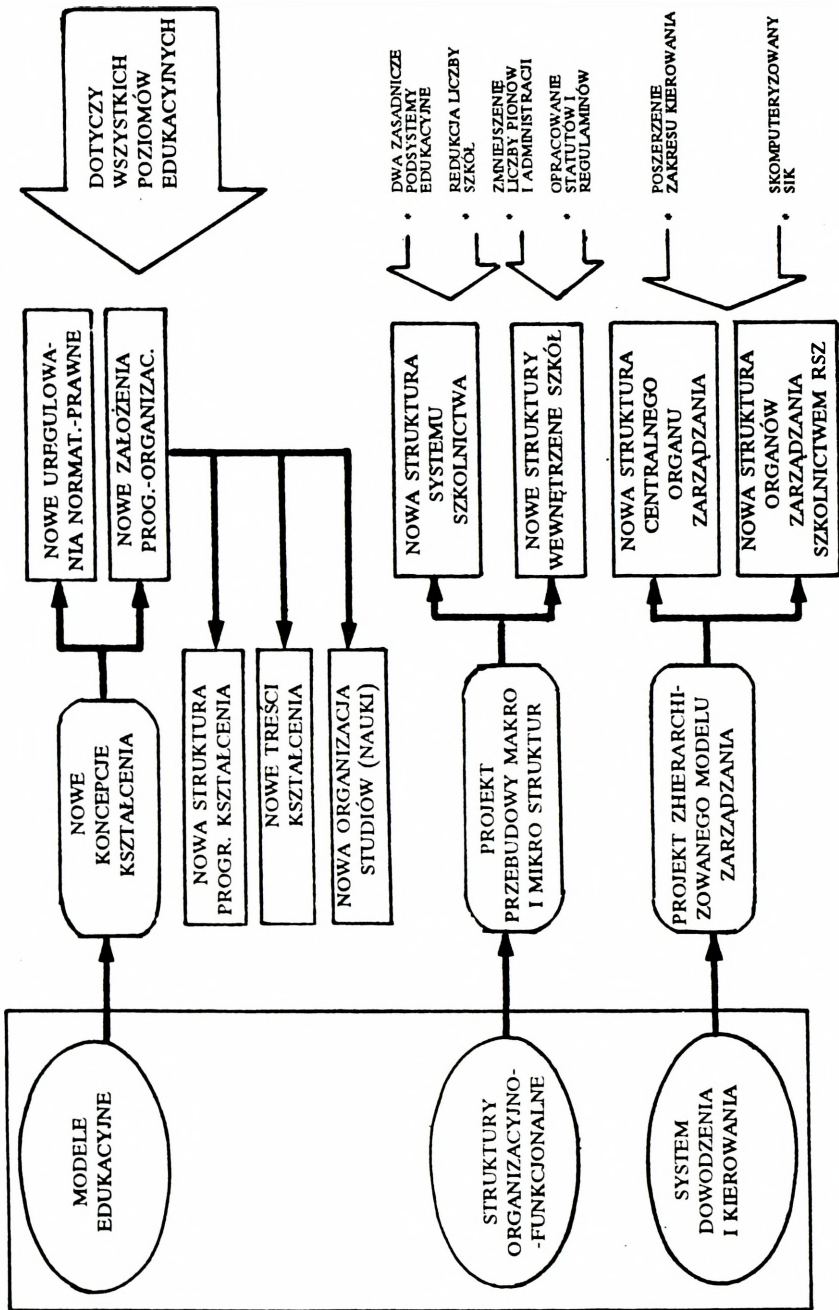 MODELE
EDUKACYJNE
NOWE
KONCEPCJE
KSZTAŁCENIA
NOWE UREGULOWA-
NIA NORMAT.-PRAWNE
NOWE ZAŁOŻENIA
PROG.-ORGANIZAC.
DOTYCZY
WSZYSTKICH
POZIOMÓW
EDUKACYJNYCH
NOWA STRUKTURA
PROGR. KSZTAŁCENIA
NOWE TREŚCI
KSZTAŁCENIA
NOWA ORGANIZACJA
STUDIÓW (NAUKI)
STRUKTURY
ORGANIZACYJNO-
-FUNKCJONALNE
PROJEKT
PRZEBUDOWY MAKRO
I MIKRO STRUKTUR
NOWA STRUKTURA
SYSTEMU
SZKOLNICTWA
NOWE STRUKTURY
WEWNĘTRZENE SZKÓŁ
• DWA ZASADNICZE
PODSYSTEMY
EDUKACYJNE
• REDUKCJA LICZBY
SZKÓŁ
• ZMNIEJSZENIE
LICZBY PIONÓW
I ADMINISTRACJI
• OPRACOWANIE
STATUTÓW I
REGULAMINÓW
SYSTEM
DOWODZENIA
I KIEROWANIA
PROJEKT ZHIERARCHI-
ZOWANEGO MODELU
ZARZĄDZANIA
NOWA STRUKTURA
CENTRALNEGO
ORGANU
ZARZĄDZANIA
NOWA STRUKTURA
ORGANÓW
ZARZĄDZANIA
SZKOLNICTWEM RSZ
• POSZERZENIE
ZAKRESU KIEROWANIA
• SKOMPUTERYZOWANY
SIK